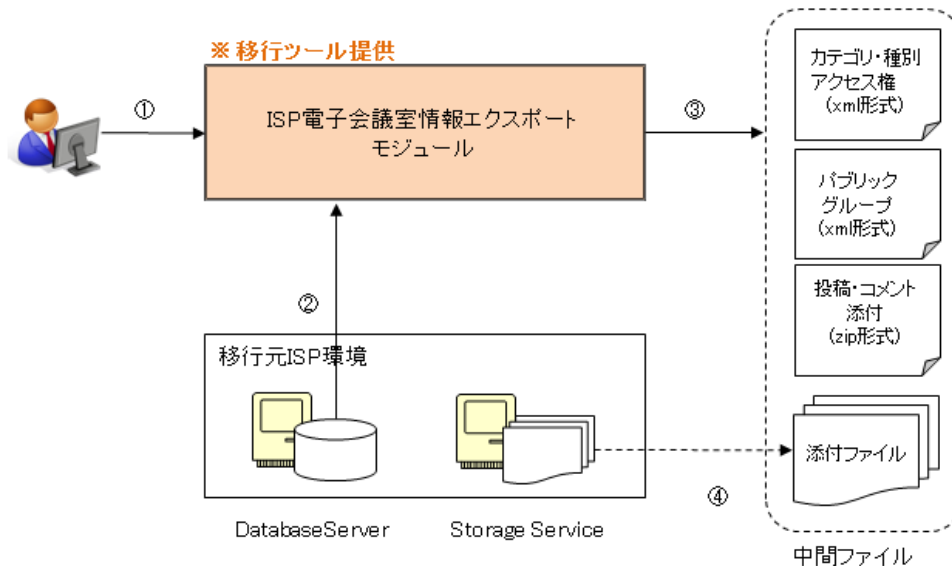 ※ 移行ツール提供
①
ISP電子会議室情報エクスポート
モジュール
③
カテゴリ・種別
アクセス権
(xml形式)
パブリック
グループ
(xml形式)
②
投稿・コメント
添付
(zip形式)
移行元ISP環境
添付ファイル
④
DatabaseServer
Storage Service
中間ファイル